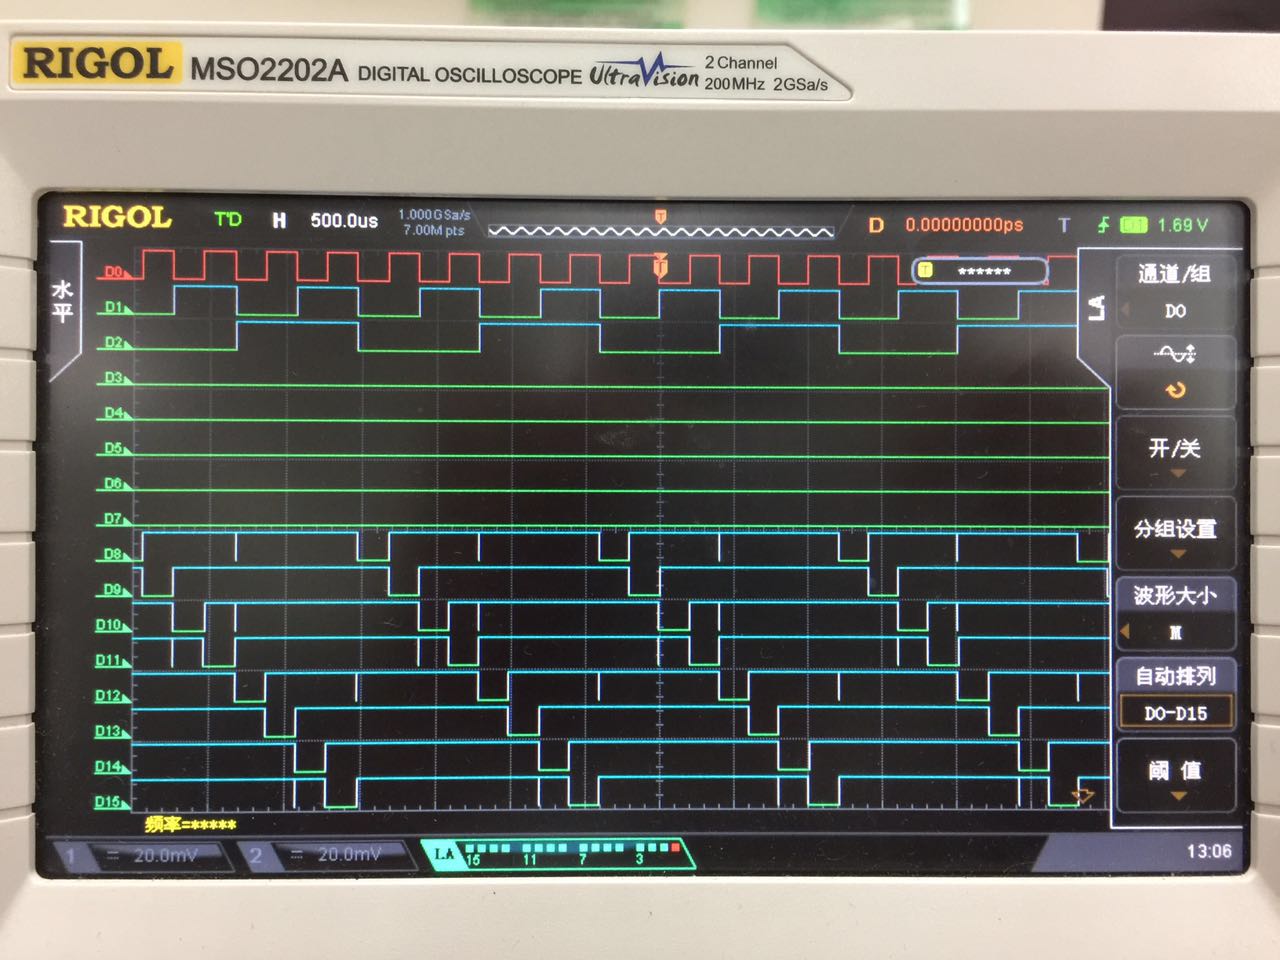 RIGOL MSO2202A DIGITAL OSCILLOSCOPE UltraVision 2 Channel
200MHz 2GSa/s
RIGOL T'D H 500.0us 1.000GSa/s
7.00M pts D 0.00000000ps T 1.69 V
水平
LA
D0
T
T ******
D1
D2
D3
D4
D5
D6
D7
D8
D9
D10
D11
D12
D13
D14
D15
通道/组
D0
开/关
分组设置
波形大小
M
自动排列
D0-D15
阈 值
频率=*****
1 20.0mV 2 20.0mV LA 15 11 7 3
13:06